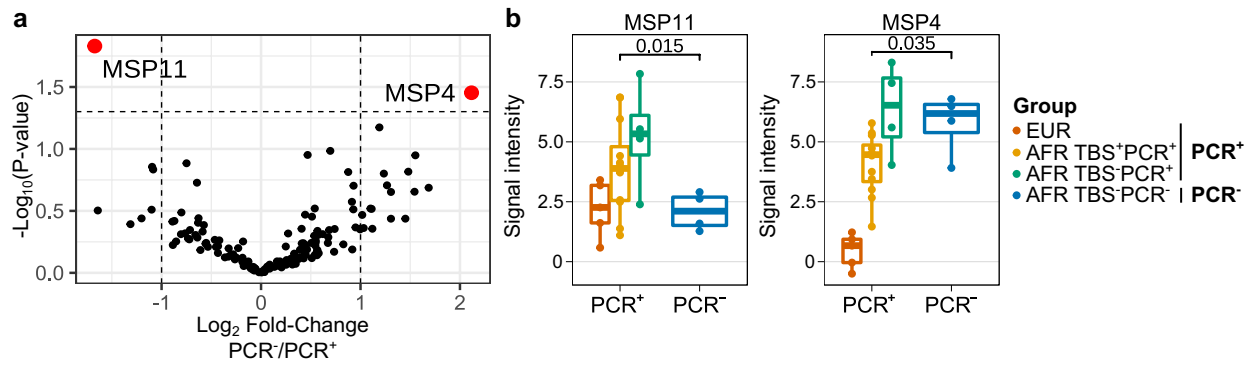 a
-Log₁₀(P-value)
1.5
1.0
0.5
0.0
MSP11
MSP4
-1
0
1
2
Log₂ Fold-Change
PCR⁻/PCR⁺
b
MSP11
0.015
Signal intensity
7.5
5.0
2.5
0
PCR⁺
PCR⁻
MSP4
0.035
Signal intensity
7.5
5.0
2.5
0
PCR⁺
PCR⁻
Group
EUR
AFR TBS⁺PCR⁺
AFR TBS⁻PCR⁺
AFR TBS⁻PCR⁻
PCR⁺
PCR⁻